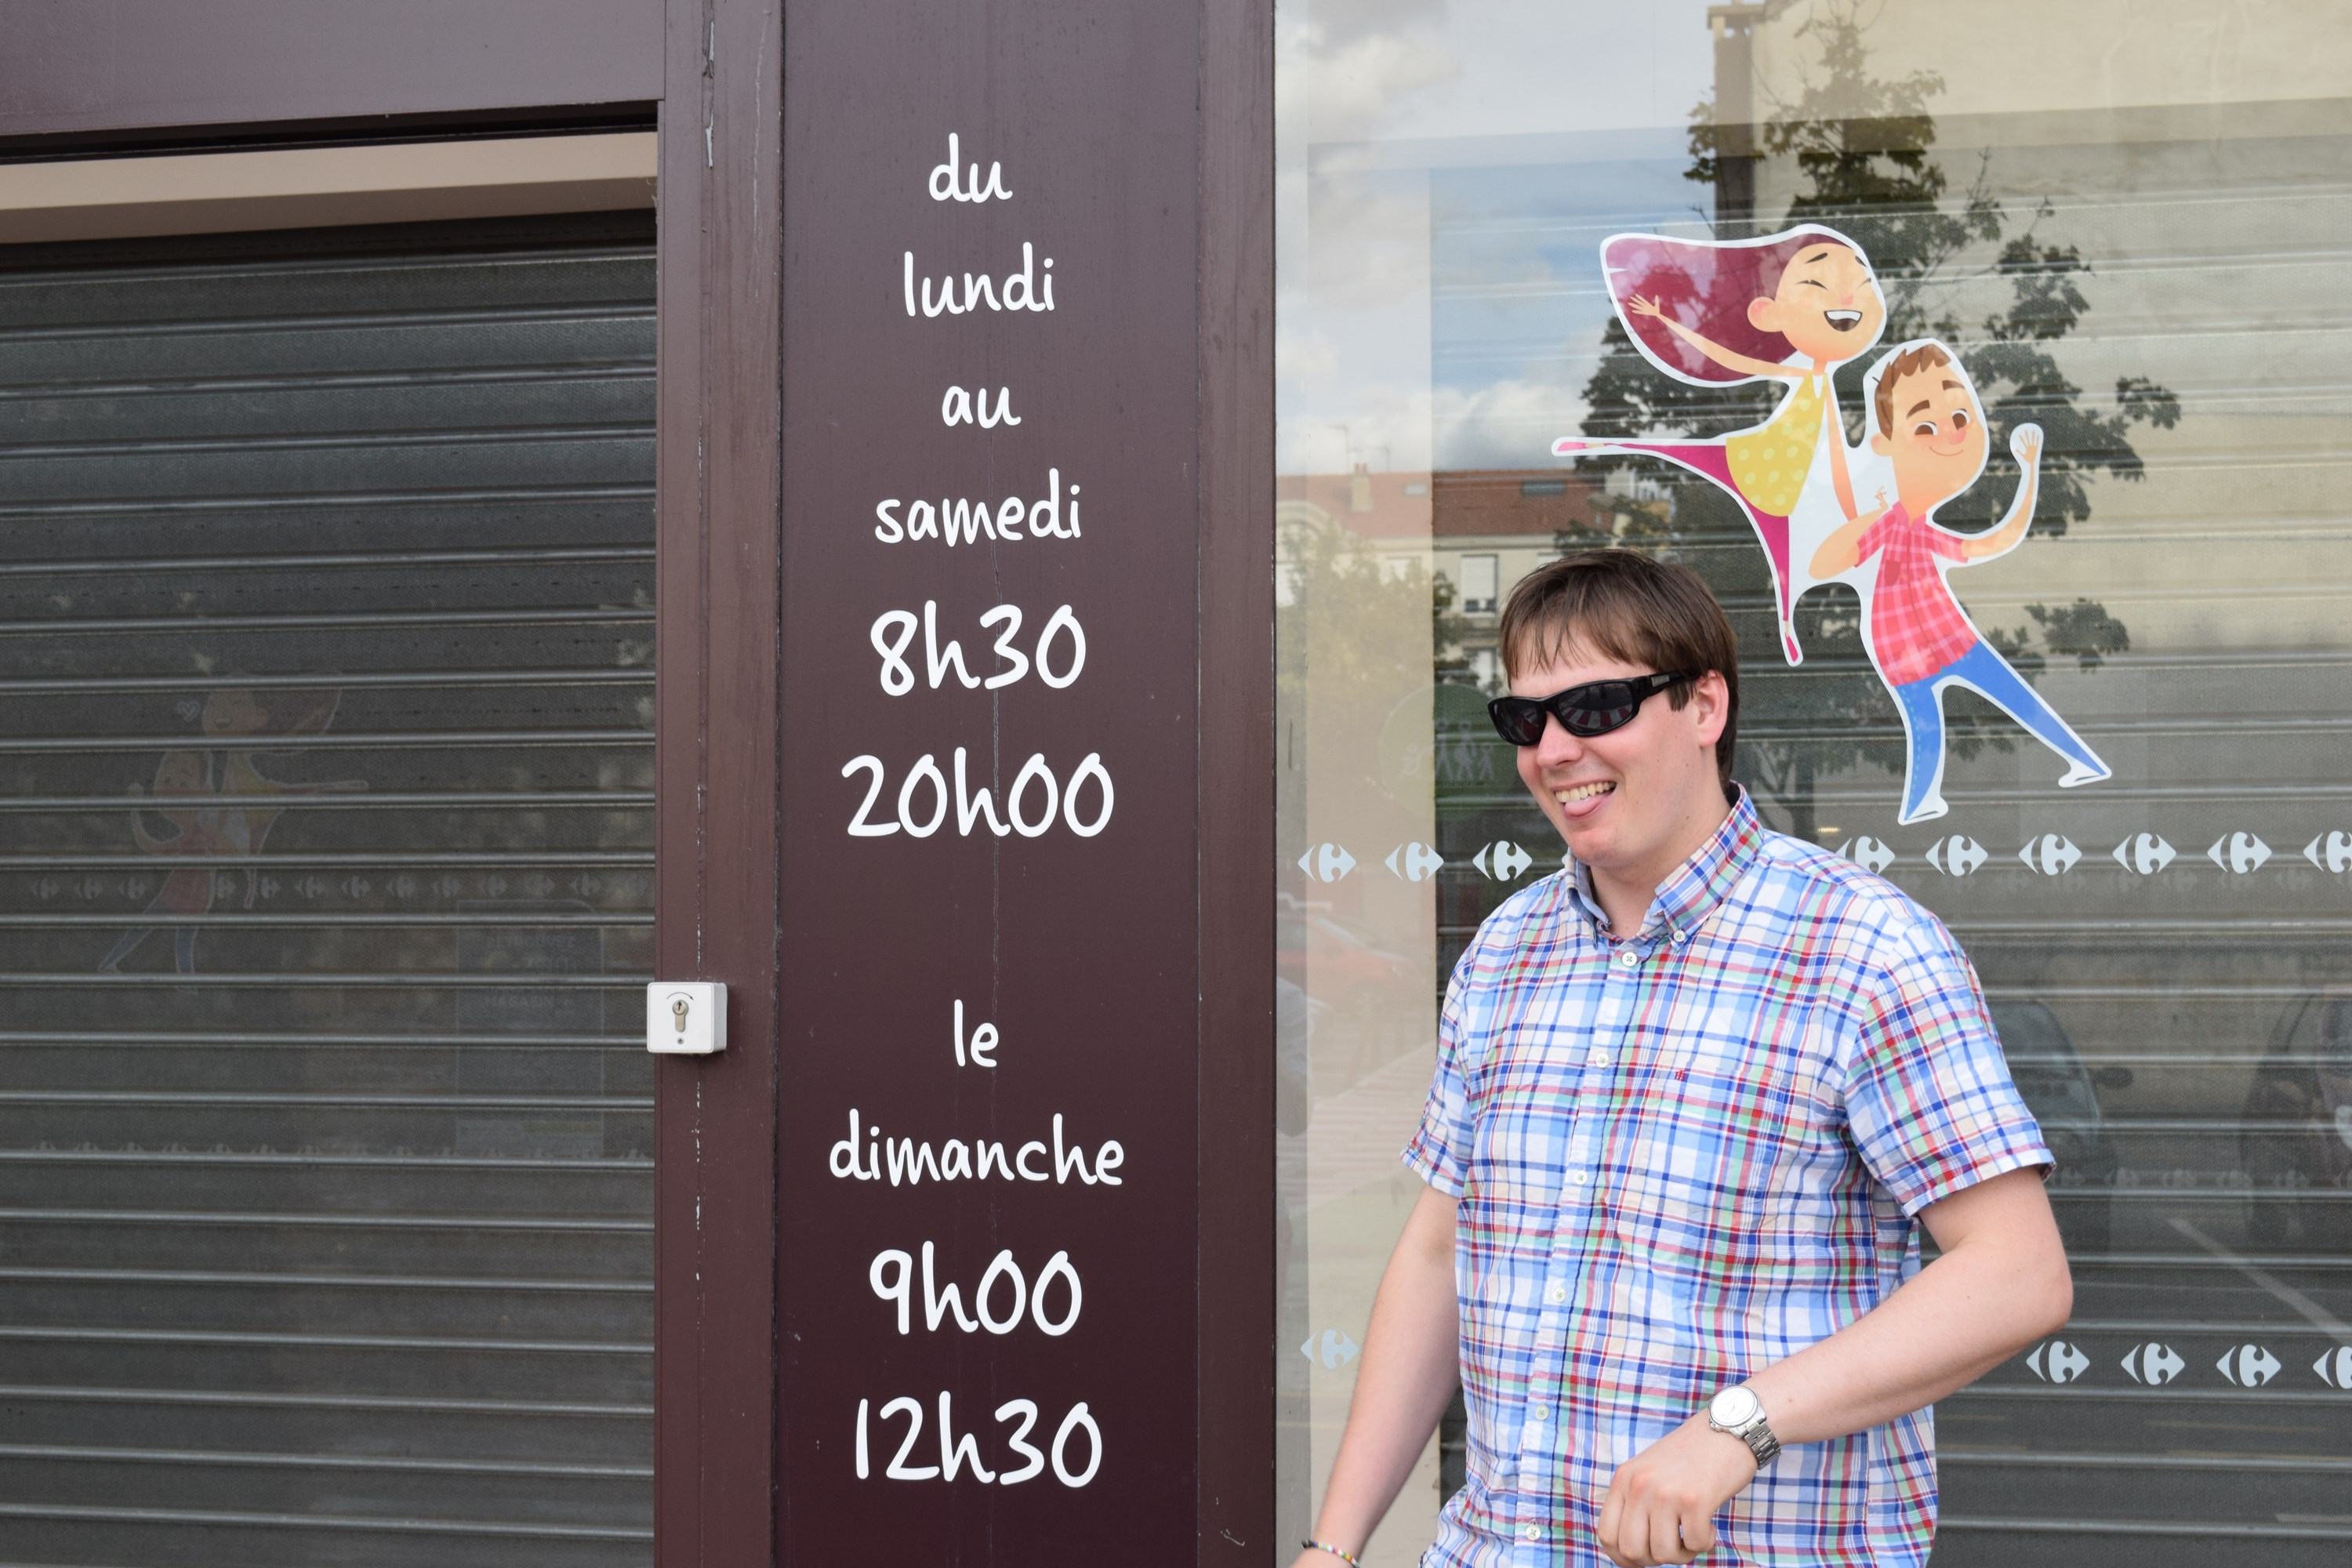 du
lundi
au
samedi
8h30
20h00
le
dimanche
9h00
12h30